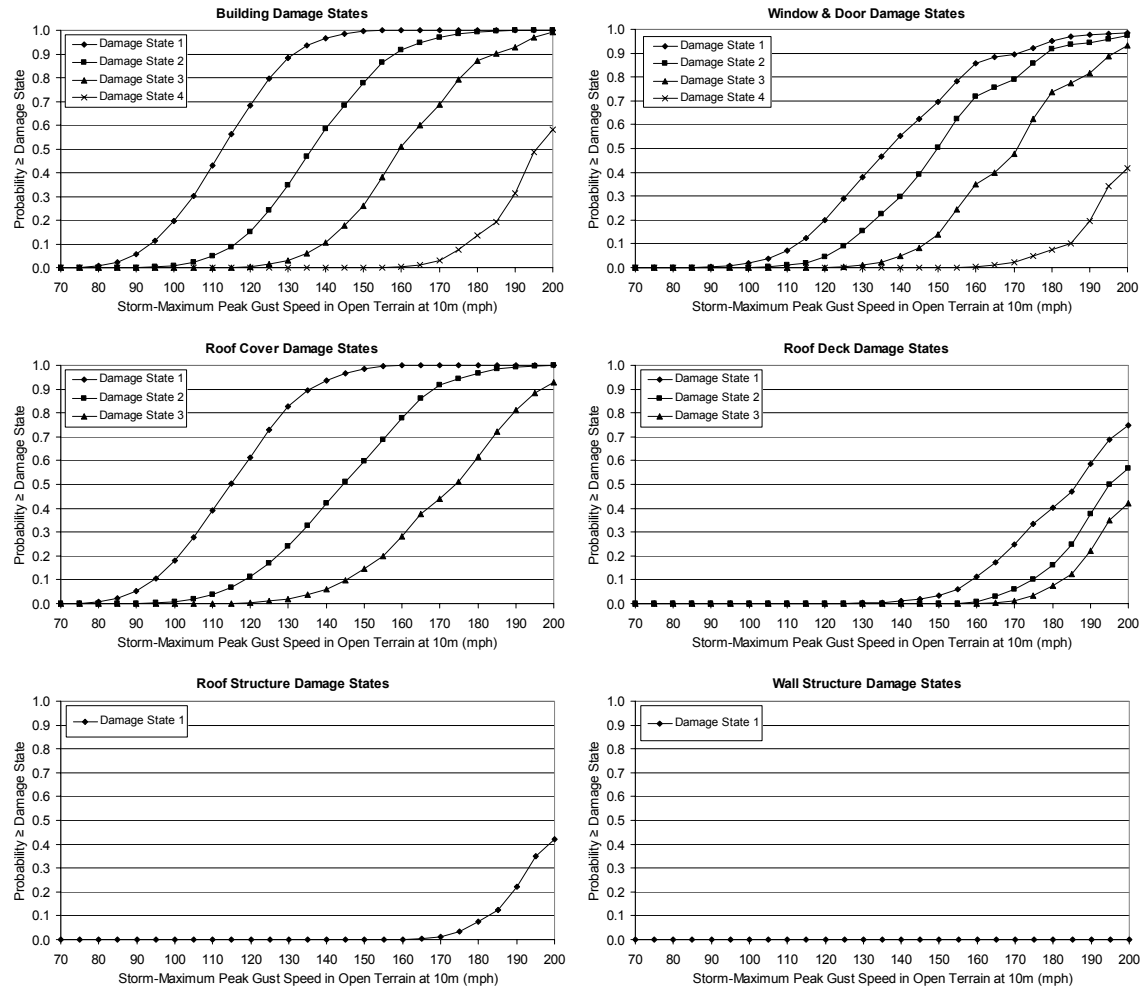 Building Damage States
Probability ≥ Damage State
1.0
0.9
0.8
0.7
0.6
0.5
0.4
0.3
0.2
0.1
0.0
Damage State 1
Damage State 2
Damage State 3
Damage State 4
70 80 90 100 110 120 130 140 150 160 170 180 190 200
Storm-Maximum Peak Gust Speed in Open Terrain at 10m (mph)
Window & Door Damage States
Probability ≥ Damage State
1.0
0.9
0.8
0.7
0.6
0.5
0.4
0.3
0.2
0.1
0.0
Damage State 1
Damage State 2
Damage State 3
Damage State 4
70 80 90 100 110 120 130 140 150 160 170 180 190 200
Storm-Maximum Peak Gust Speed in Open Terrain at 10m (mph)
Roof Cover Damage States
Probability ≥ Damage State
1.0
0.9
0.8
0.7
0.6
0.5
0.4
0.3
0.2
0.1
0.0
Damage State 1
Damage State 2
Damage State 3
70 80 90 100 110 120 130 140 150 160 170 180 190 200
Storm-Maximum Peak Gust Speed in Open Terrain at 10m (mph)
Roof Deck Damage States
Probability ≥ Damage State
1.0
0.9
0.8
0.7
0.6
0.5
0.4
0.3
0.2
0.1
0.0
Damage State 1
Damage State 2
Damage State 3
70 80 90 100 110 120 130 140 150 160 170 180 190 200
Storm-Maximum Peak Gust Speed in Open Terrain at 10m (mph)
Roof Structure Damage States
Probability ≥ Damage State
1.0
0.9
0.8
0.7
0.6
0.5
0.4
0.3
0.2
0.1
0.0
Damage State 1
70 80 90 100 110 120 130 140 150 160 170 180 190 200
Storm-Maximum Peak Gust Speed in Open Terrain at 10m (mph)
Wall Structure Damage States
Probability ≥ Damage State
1.0
0.9
0.8
0.7
0.6
0.5
0.4
0.3
0.2
0.1
0.0
Damage State 1
70 80 90 100 110 120 130 140 150 160 170 180 190 200
Storm-Maximum Peak Gust Speed in Open Terrain at 10m (mph)